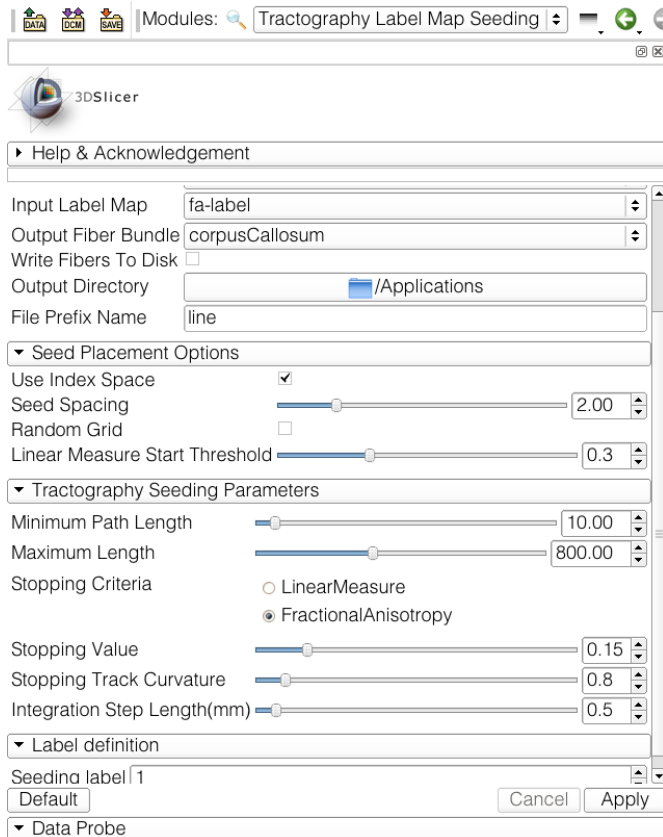 DATA DCM SAVE Modules: Tractography Label Map Seeding
3DSlicer
Help & Acknowledgement
Input Label Map fa-label
Output Fiber Bundle corpusCallosum
Write Fibers To Disk
Output Directory /Applications
File Prefix Name line
Seed Placement Options
Use Index Space
Seed Spacing 2.00
Random Grid
Linear Measure Start Threshold 0.3
Tractography Seeding Parameters
Minimum Path Length 10.00
Maximum Length 800.00
Stopping Criteria LinearMeasure
FractionalAnisotropy
Stopping Value 0.15
Stopping Track Curvature 0.8
Integration Step Length(mm) 0.5
Label definition
Seeding label 1
Default Cancel Apply
Data Probe